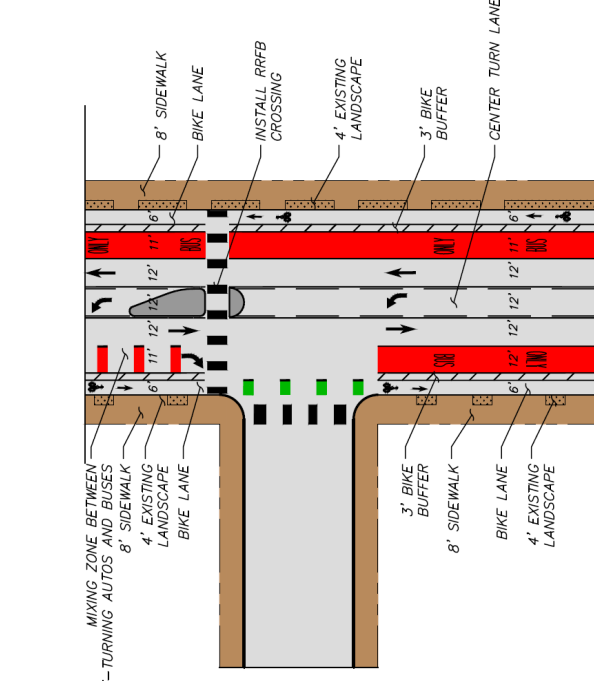 8' SIDEWALK
BIKE LANE
INSTALL RRFB
CROSSING
4' EXISTING
LANDSCAPE
3' BIKE
BUFFER
CENTER TURN LANE
6'
6'
ONLY
11'
BUS
ONLY
11'
BUS
12'
12'
12'
12'
12'
12'
11'
BUS
12'
ONLY
6'
6'
MIXING ZONE BETWEEN
-TURNING AUTOS AND BUSES
8' SIDEWALK
4' EXISTING
LANDSCAPE
BIKE LANE
3' BIKE
BUFFER
8' SIDEWALK
BIKE LANE
4' EXISTING
LANDSCAPE